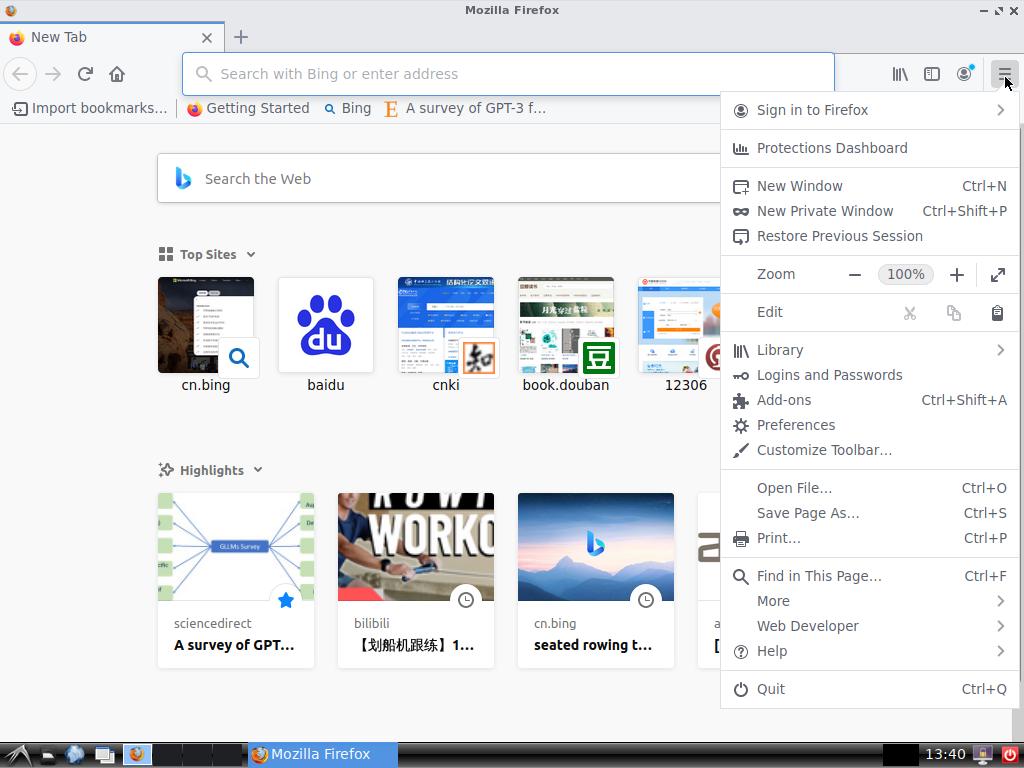 Mozilla Firefox
New Tab
Search with Bing or enter address
Import bookmarks...
Getting Started
Bing
A survey of GPT-3 f...
Sign in to Firefox
Protections Dashboard
New Window Ctrl+N
New Private Window Ctrl+Shift+P
Restore Previous Session
Zoom 100%
Edit
Library
Logins and Passwords
Add-ons Ctrl+Shift+A
Preferences
Customize Toolbar...
Open File... Ctrl+O
Save Page As... Ctrl+S
Print... Ctrl+P
Find in This Page... Ctrl+F
More
Web Developer
Help
Quit Ctrl+Q
Search the Web
Top Sites
du
知
豆
cn.bing
baidu
cnki
book.douban
12306
Highlights
GLLMs Survey
WORKO
sciencedirect
A survey of GPT...
bilibili
【划船机跟练】1...
cn.bing
seated rowing t...
Mozilla Firefox
13:40